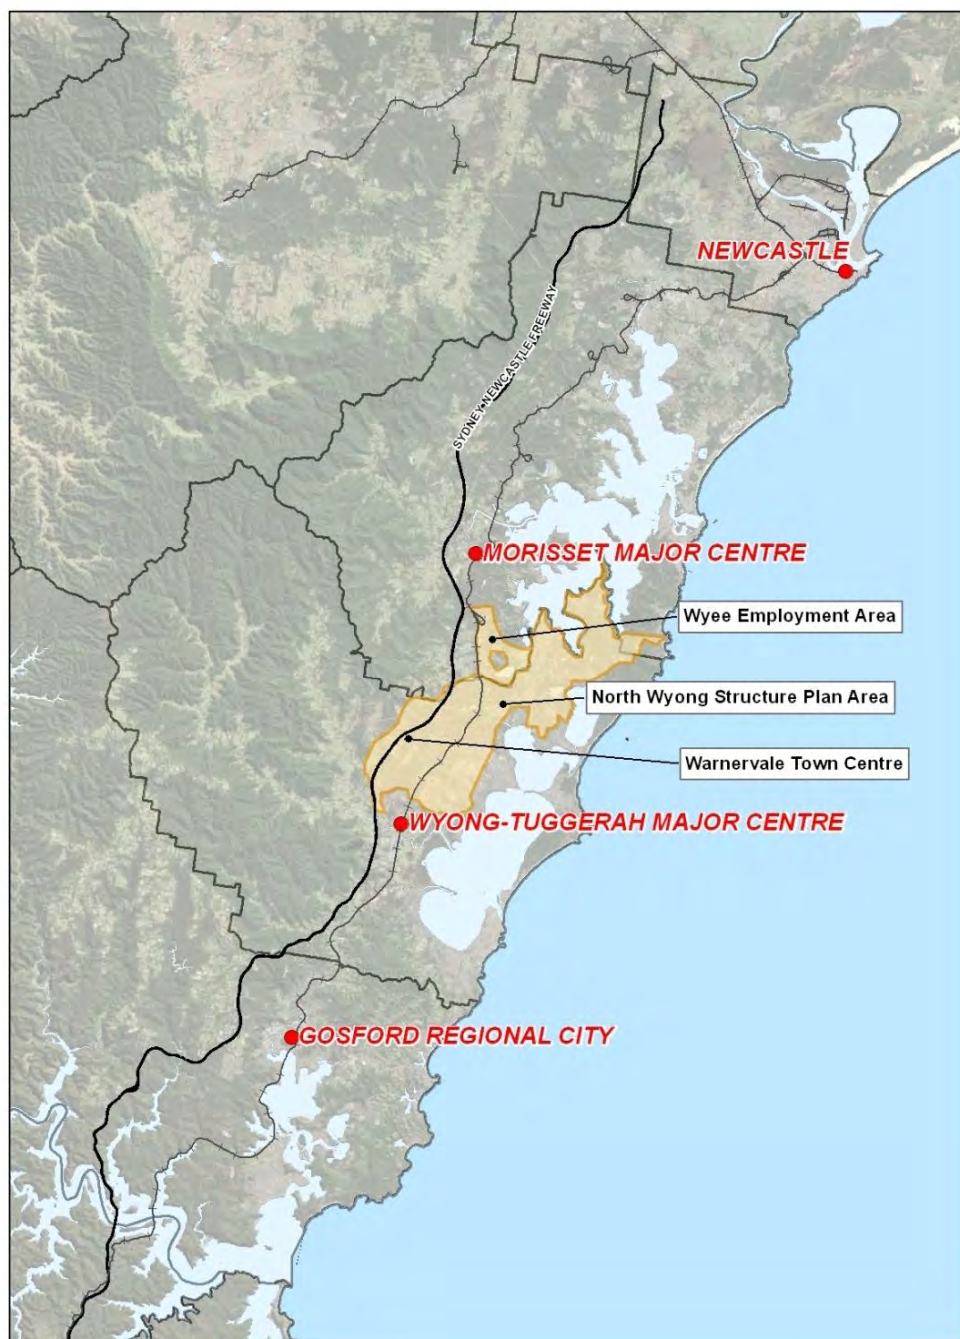 NEWCASTLE
SYDNEY NEWCASTLE FREEWAY
MORISSET MAJOR CENTRE
Wyee Employment Area
North Wyong Structure Plan Area
Warnervale Town Centre
WYONG-TUGGERAH MAJOR CENTRE
GOSFORD REGIONAL CITY